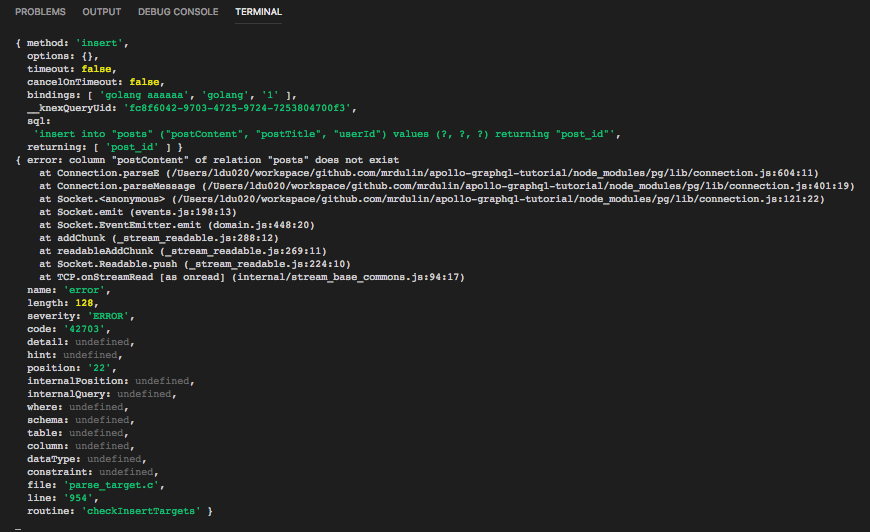 PROBLEMS OUTPUT DEBUG CONSOLE TERMINAL
{ method: 'insert',
  options: {},
  timeout: false,
  cancelOnTimeout: false,
  bindings: [ 'golang aaaaaa', 'golang', '1' ],
  __knexQueryUid: 'fc8f6042-9703-4725-9724-7253804700f3',
  sql:
   'insert into "posts" ("postContent", "postTitle", "userId") values (?, ?, ?) returning "post_id"',
  returning: [ 'post_id' ] }
{ error: column "postContent" of relation "posts" does not exist
    at Connection.parseE (/Users/ldu020/workspace/github.com/mrdulin/apollo-graphql-tutorial/node_modules/pg/lib/connection.js:604:11)
    at Connection.parseMessage (/Users/ldu020/workspace/github.com/mrdulin/apollo-graphql-tutorial/node_modules/pg/lib/connection.js:401:19)
    at Socket.<anonymous> (/Users/ldu020/workspace/github.com/mrdulin/apollo-graphql-tutorial/node_modules/pg/lib/connection.js:121:22)
    at Socket.emit (events.js:198:13)
    at Socket.EventEmitter.emit (domain.js:448:20)
    at addChunk (_stream_readable.js:288:12)
    at readableAddChunk (_stream_readable.js:269:11)
    at Socket.Readable.push (_stream_readable.js:224:10)
    at TCP.onStreamRead [as onread] (internal/stream_base_commons.js:94:17)
  name: 'error',
  length: 128,
  severity: 'ERROR',
  code: '42703',
  detail: undefined,
  hint: undefined,
  position: '22',
  internalPosition: undefined,
  internalQuery: undefined,
  where: undefined,
  schema: undefined,
  table: undefined,
  column: undefined,
  dataType: undefined,
  constraint: undefined,
  file: 'parse_target.c',
  line: '954',
  routine: 'checkInsertTargets' }